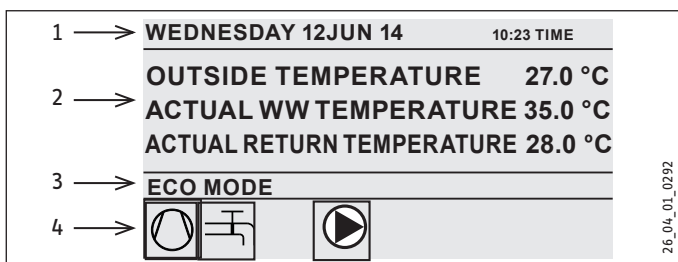 1 WEDNESDAY 12JUN 14 10:23 TIME
2 OUTSIDE TEMPERATURE 27.0 °C
ACTUAL WW TEMPERATURE 35.0 °C
ACTUAL RETURN TEMPERATURE 28.0 °C
3 ECO MODE
4
26_04_01_0292